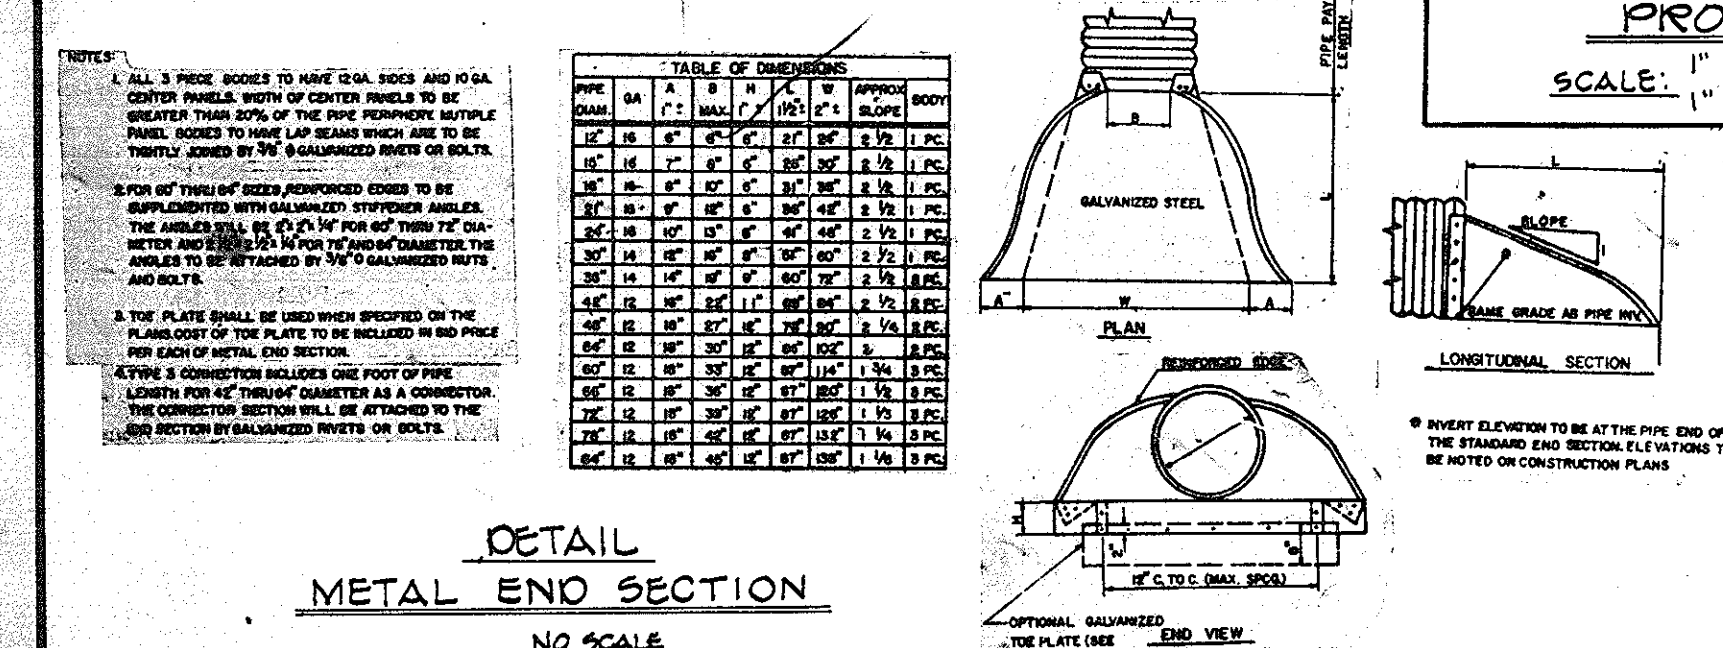 NOTES:
1. ALL 3 PIECE BODIES TO HAVE 12 GA. SIDES AND 10 GA.
CENTER PANELS. WIDTH OF CENTER PANELS TO BE
GREATER THAN 20% OF THE PIPE PERIPHERY. MUTIPLE
PANEL BODIES TO HAVE LAP SEAMS WHICH ARE TO BE
TIGHTLY JOINED BY 3/8" GALVANIZED RIVETS OR BOLTS.
2. FOR 60" THRU 84" SIZES, REINFORCED EDGES TO BE
SUPPLEMENTED WITH GALVANIZED STIFFENER ANGLES.
THE ANGLES WILL BE 2"x 2"x 1/4" FOR 60" THRU 72" DIA-
METER AND 2 1/2"x 2 1/2"x 1/4" FOR 78" AND 84" DIAMETER. THE
ANGLES TO BE ATTACHED BY 3/8" GALVANIZED NUTS
AND BOLTS.
3. TOE PLATE SHALL BE USED WHEN SPECIFIED ON THE
PLANS. COST OF TOE PLATE TO BE INCLUDED IN BID PRICE
PER EACH OF METAL END SECTION.
4. TYPE 3 CONNECTION INCLUDES ONE FOOT OF PIPE
LENGTH FOR 42" THRU 84" DIAMETER AS A CONNECTOR.
THE CONNECTOR SECTION WILL BE ATTACHED TO THE
END SECTION BY GALVANIZED RIVETS OR BOLTS.
TABLE OF DIMENSIONS
PIPE DIAM. GA A 1" ± B MAX. H 1" ± L 1 1/2" ± W 2" ± APPROX SLOPE BODY
12" 16 6" 6" 6" 21" 24" 2 1/2 1 PC.
15" 16 7" 8" 6" 26" 30" 2 1/2 1 PC.
18" 16 8" 10" 6" 31" 36" 2 1/2 1 PC.
21" 16 9" 12" 6" 36" 42" 2 1/2 1 PC.
24" 16 10" 13" 6" 41" 48" 2 1/2 1 PC.
30" 14 12" 16" 8" 51" 60" 2 1/2 1 PC.
36" 14 14" 19" 9" 60" 72" 2 1/2 2 PC.
42" 12 16" 22" 11" 69" 84" 2 1/2 2 PC.
48" 12 18" 27" 12" 78" 90" 2 1/4 2 PC.
54" 12 18" 30" 12" 84" 102" 2 2 PC.
60" 12 18" 33" 12" 87" 114" 1 3/4 3 PC.
66" 12 18" 36" 12" 87" 120" 1 1/2 3 PC.
72" 12 18" 39" 12" 87" 126" 1 1/3 3 PC.
78" 12 18" 42" 12" 87" 132" 1 1/4 3 PC.
84" 12 18" 45" 12" 87" 138" 1 1/6 3 PC.
DETAIL
METAL END SECTION
NO SCALE
PIPE PAY
LENGTH
B
GALVANIZED STEEL
L
A W A
PLAN
REINFORCED EDGE
H
2"
8"
12" C. TO C. (MAX. SPCG.)
OPTIONAL GALVANIZED
TOE PLATE (SEE
END VIEW
PRO
SCALE: 1"
1"
L
SLOPE
1
SAME GRADE AS PIPE INV.
LONGITUDINAL SECTION
INVERT ELEVATION TO BE AT THE PIPE END OF
THE STANDARD END SECTION. ELEVATIONS T
BE NOTED ON CONSTRUCTION PLANS